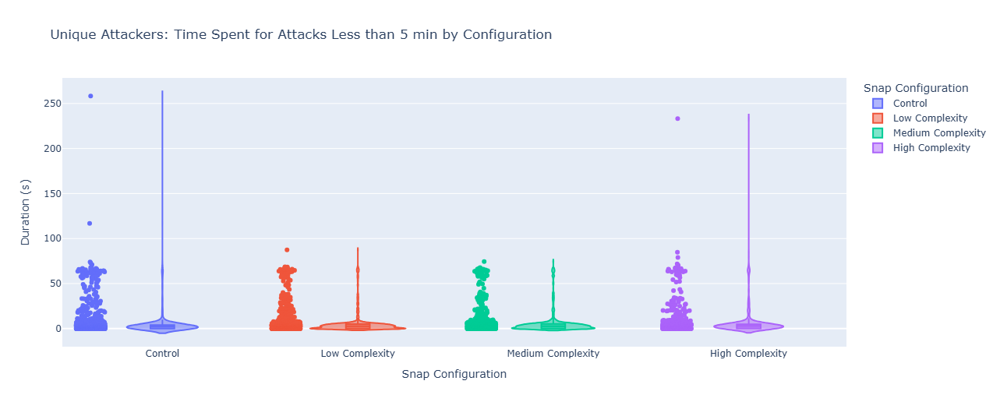 Unique Attackers: Time Spent for Attacks Less than 5 min by Configuration
Snap Configuration
Control
Low Complexity
Medium Complexity
High Complexity
250
200
150
100
50
0
Duration (s)
Control
Low Complexity
Medium Complexity
High Complexity
Snap Configuration